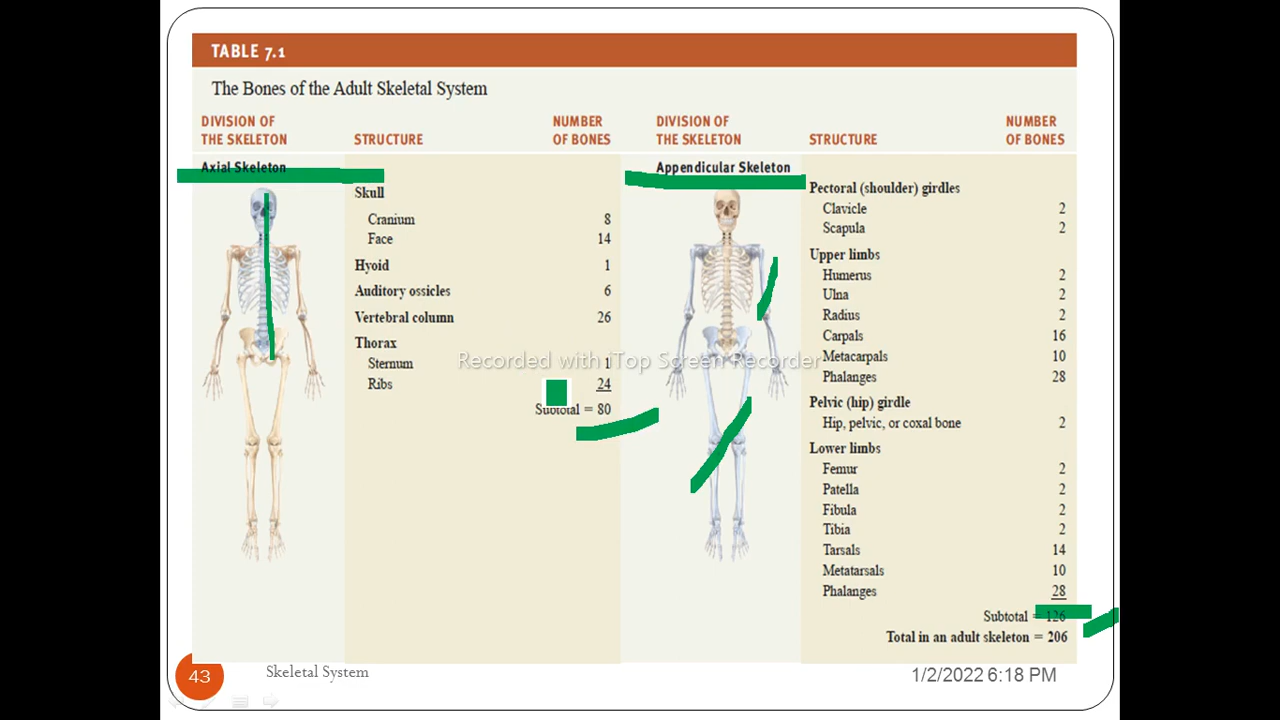 TABLE 7.1
The Bones of the Adult Skeletal System
DIVISION OF THE SKELETON STRUCTURE NUMBER OF BONES
Axial Skeleton
Skull
Cranium 8
Face 14
Hyoid 1
Auditory ossicles 6
Vertebral column 26
Thorax
Sternum 1
Ribs 24
Subtotal = 80
DIVISION OF THE SKELETON STRUCTURE NUMBER OF BONES
Appendicular Skeleton
Pectoral (shoulder) girdles
Clavicle 2
Scapula 2
Upper limbs
Humerus 2
Ulna 2
Radius 2
Carpals 16
Metacarpals 10
Phalanges 28
Pelvic (hip) girdle
Hip, pelvic, or coxal bone 2
Lower limbs
Femur 2
Patella 2
Fibula 2
Tibia 2
Tarsals 14
Metatarsals 10
Phalanges 28
Subtotal = 126
Total in an adult skeleton = 206
Recorded with iTop Screen Recorder
43 Skeletal System 1/2/2022 6:18 PM